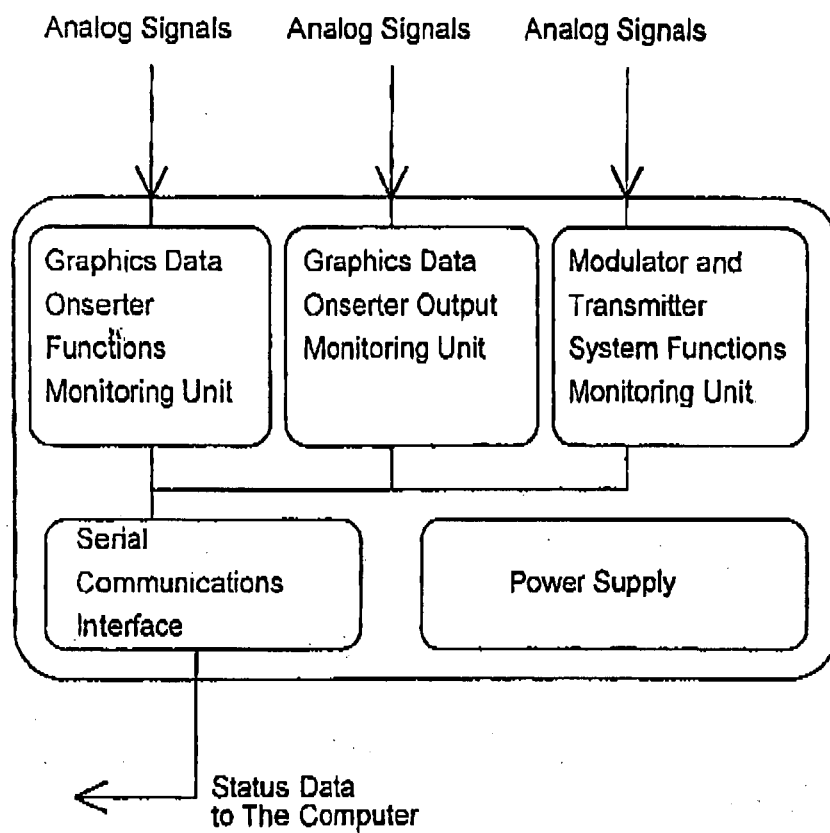 Analog Signals
Analog Signals
Analog Signals
Graphics Data
Onserter
Functions
Monitoring Unit
Graphics Data
Onserter Output
Monitoring Unit
Modulator and
Transmitter
System Functions
Monitoring Unit
Serial
Communications
Interface
Power Supply
Status Data
to The Computer